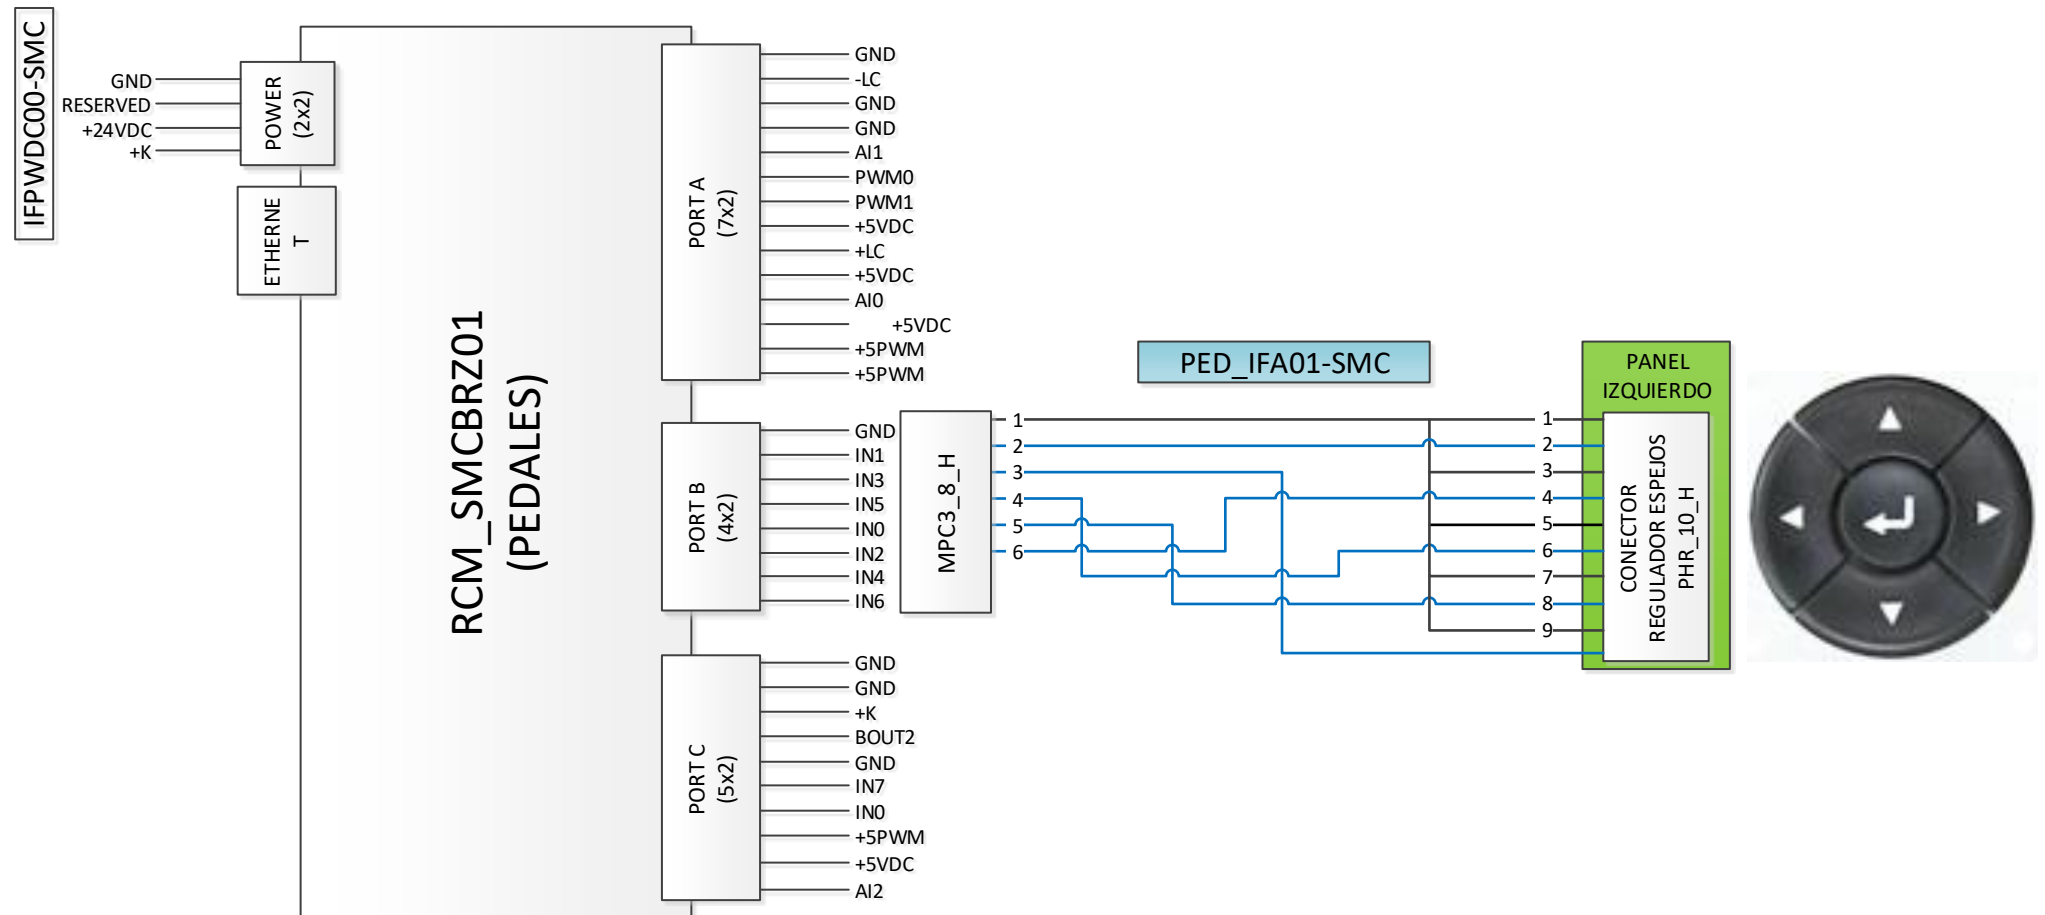 IFPWDC00-SMC
GND
RESERVED
+24VDC
+K
POWER
(2x2)
ETHERNE
T
RCM_SMCBRZ01
(PEDALES)
PORT A
(7x2)
GND
-LC
GND
GND
AI1
PWM0
PWM1
+5VDC
+LC
+5VDC
AI0
+5VDC
+5PWM
+5PWM
PORT B
(4x2)
GND
IN1
IN3
IN5
IN0
IN2
IN4
IN6
PORT C
(5x2)
GND
GND
+K
BOUT2
GND
IN7
IN0
+5PWM
+5VDC
AI2
MPC3_8_H
1
2
3
4
5
6
PED_IFA01-SMC
1
2
3
4
5
6
7
8
9
PANEL
IZQUIERDO
CONECTOR
REGULADOR ESPEJOS
PHR_10_H